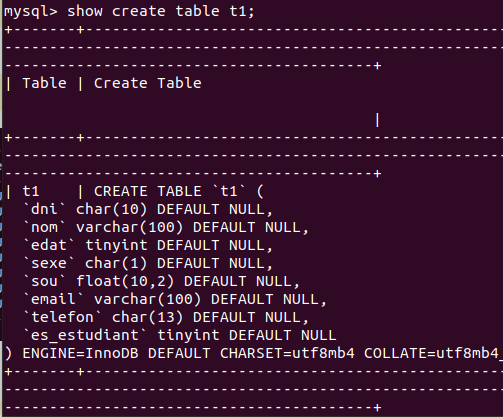 mysql> show create table t1;
+-------+------------------------------------------------------
---------------------------------------------------------------
----------------------------------------------+
| Table | Create Table
|
+-------+------------------------------------------------------
---------------------------------------------------------------
----------------------------------------------+
| t1    | CREATE TABLE `t1` (
  `dni` char(10) DEFAULT NULL,
  `nom` varchar(100) DEFAULT NULL,
  `edat` tinyint DEFAULT NULL,
  `sexe` char(1) DEFAULT NULL,
  `sou` float(10,2) DEFAULT NULL,
  `email` varchar(100) DEFAULT NULL,
  `telefon` char(13) DEFAULT NULL,
  `es_estudiant` tinyint DEFAULT NULL
) ENGINE=InnoDB DEFAULT CHARSET=utf8mb4 COLLATE=utf8mb4_
+-------+------------------------------------------------------
---------------------------------------------------------------
----------------------------------------------+